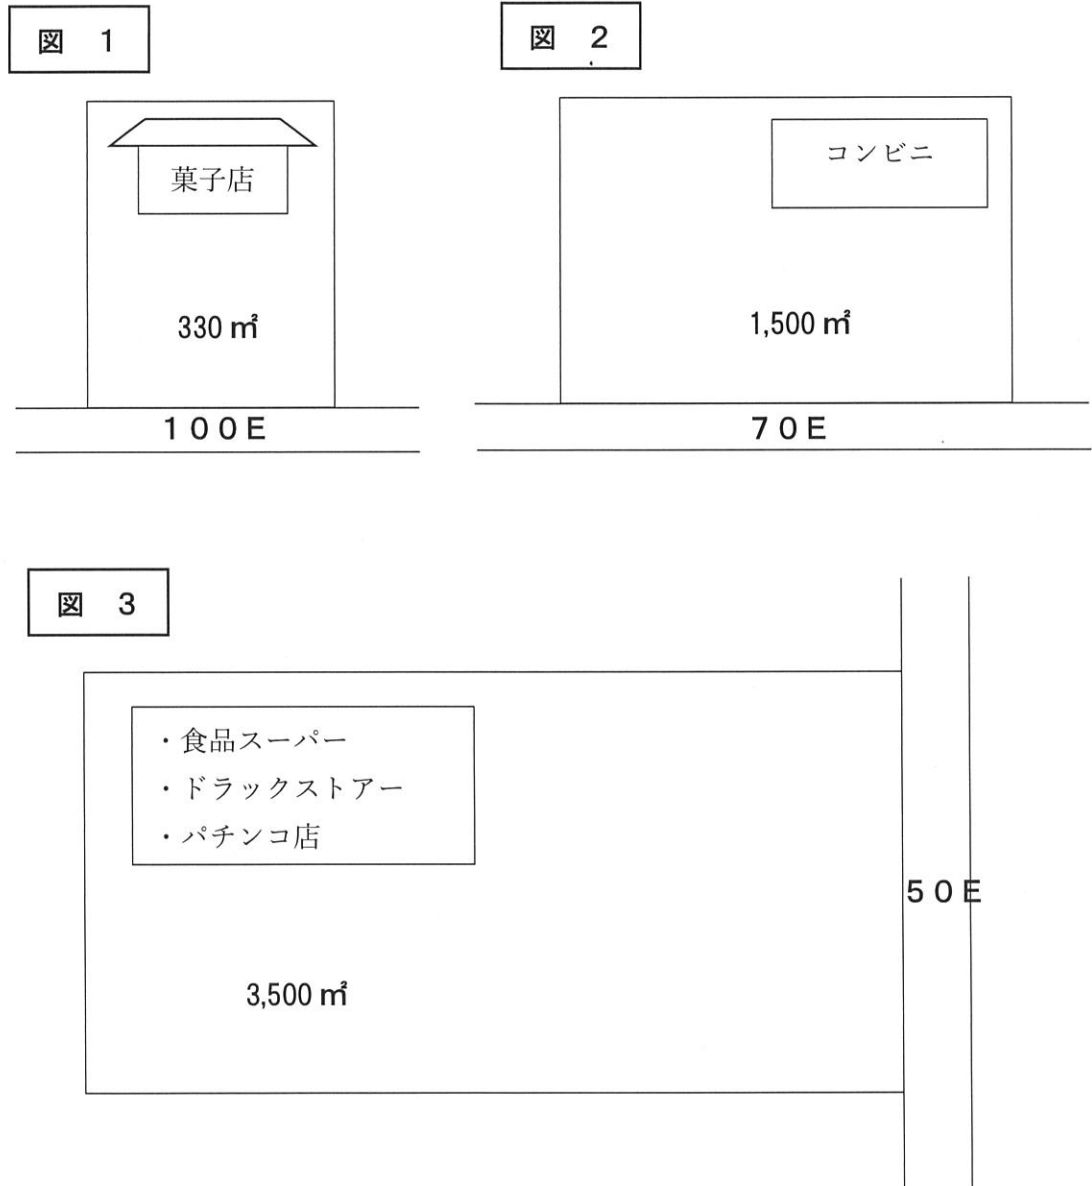 図 1
菓子店
330 ㎡
100E
図 2
コンビニ
1,500 ㎡
70E
図 3
・食品スーパー
・ドラックストアー
・パチンコ店
50E
3,500 ㎡